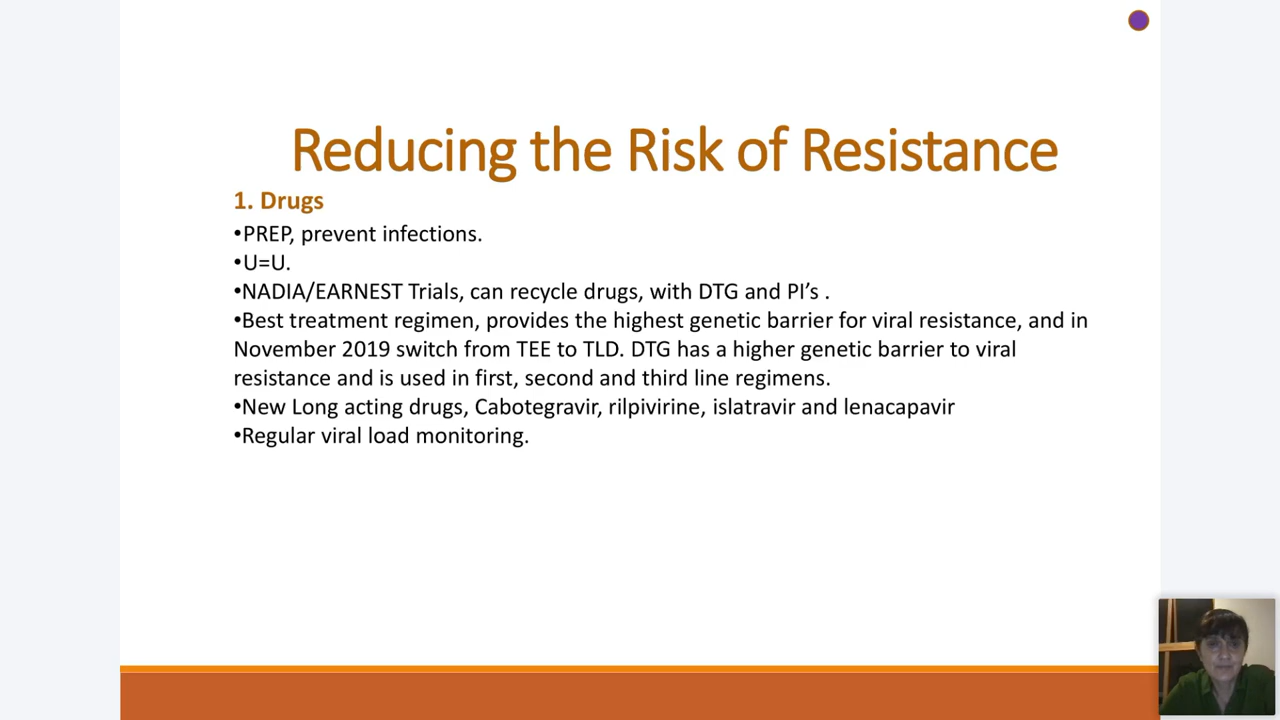 Reducing the Risk of Resistance
1. Drugs
•PREP, prevent infections.
•U=U.
•NADIA/EARNEST Trials, can recycle drugs, with DTG and PI’s .
•Best treatment regimen, provides the highest genetic barrier for viral resistance, and in
November 2019 switch from TEE to TLD. DTG has a higher genetic barrier to viral
resistance and is used in first, second and third line regimens.
•New Long acting drugs, Cabotegravir, rilpivirine, islatravir and lenacapavir
•Regular viral load monitoring.